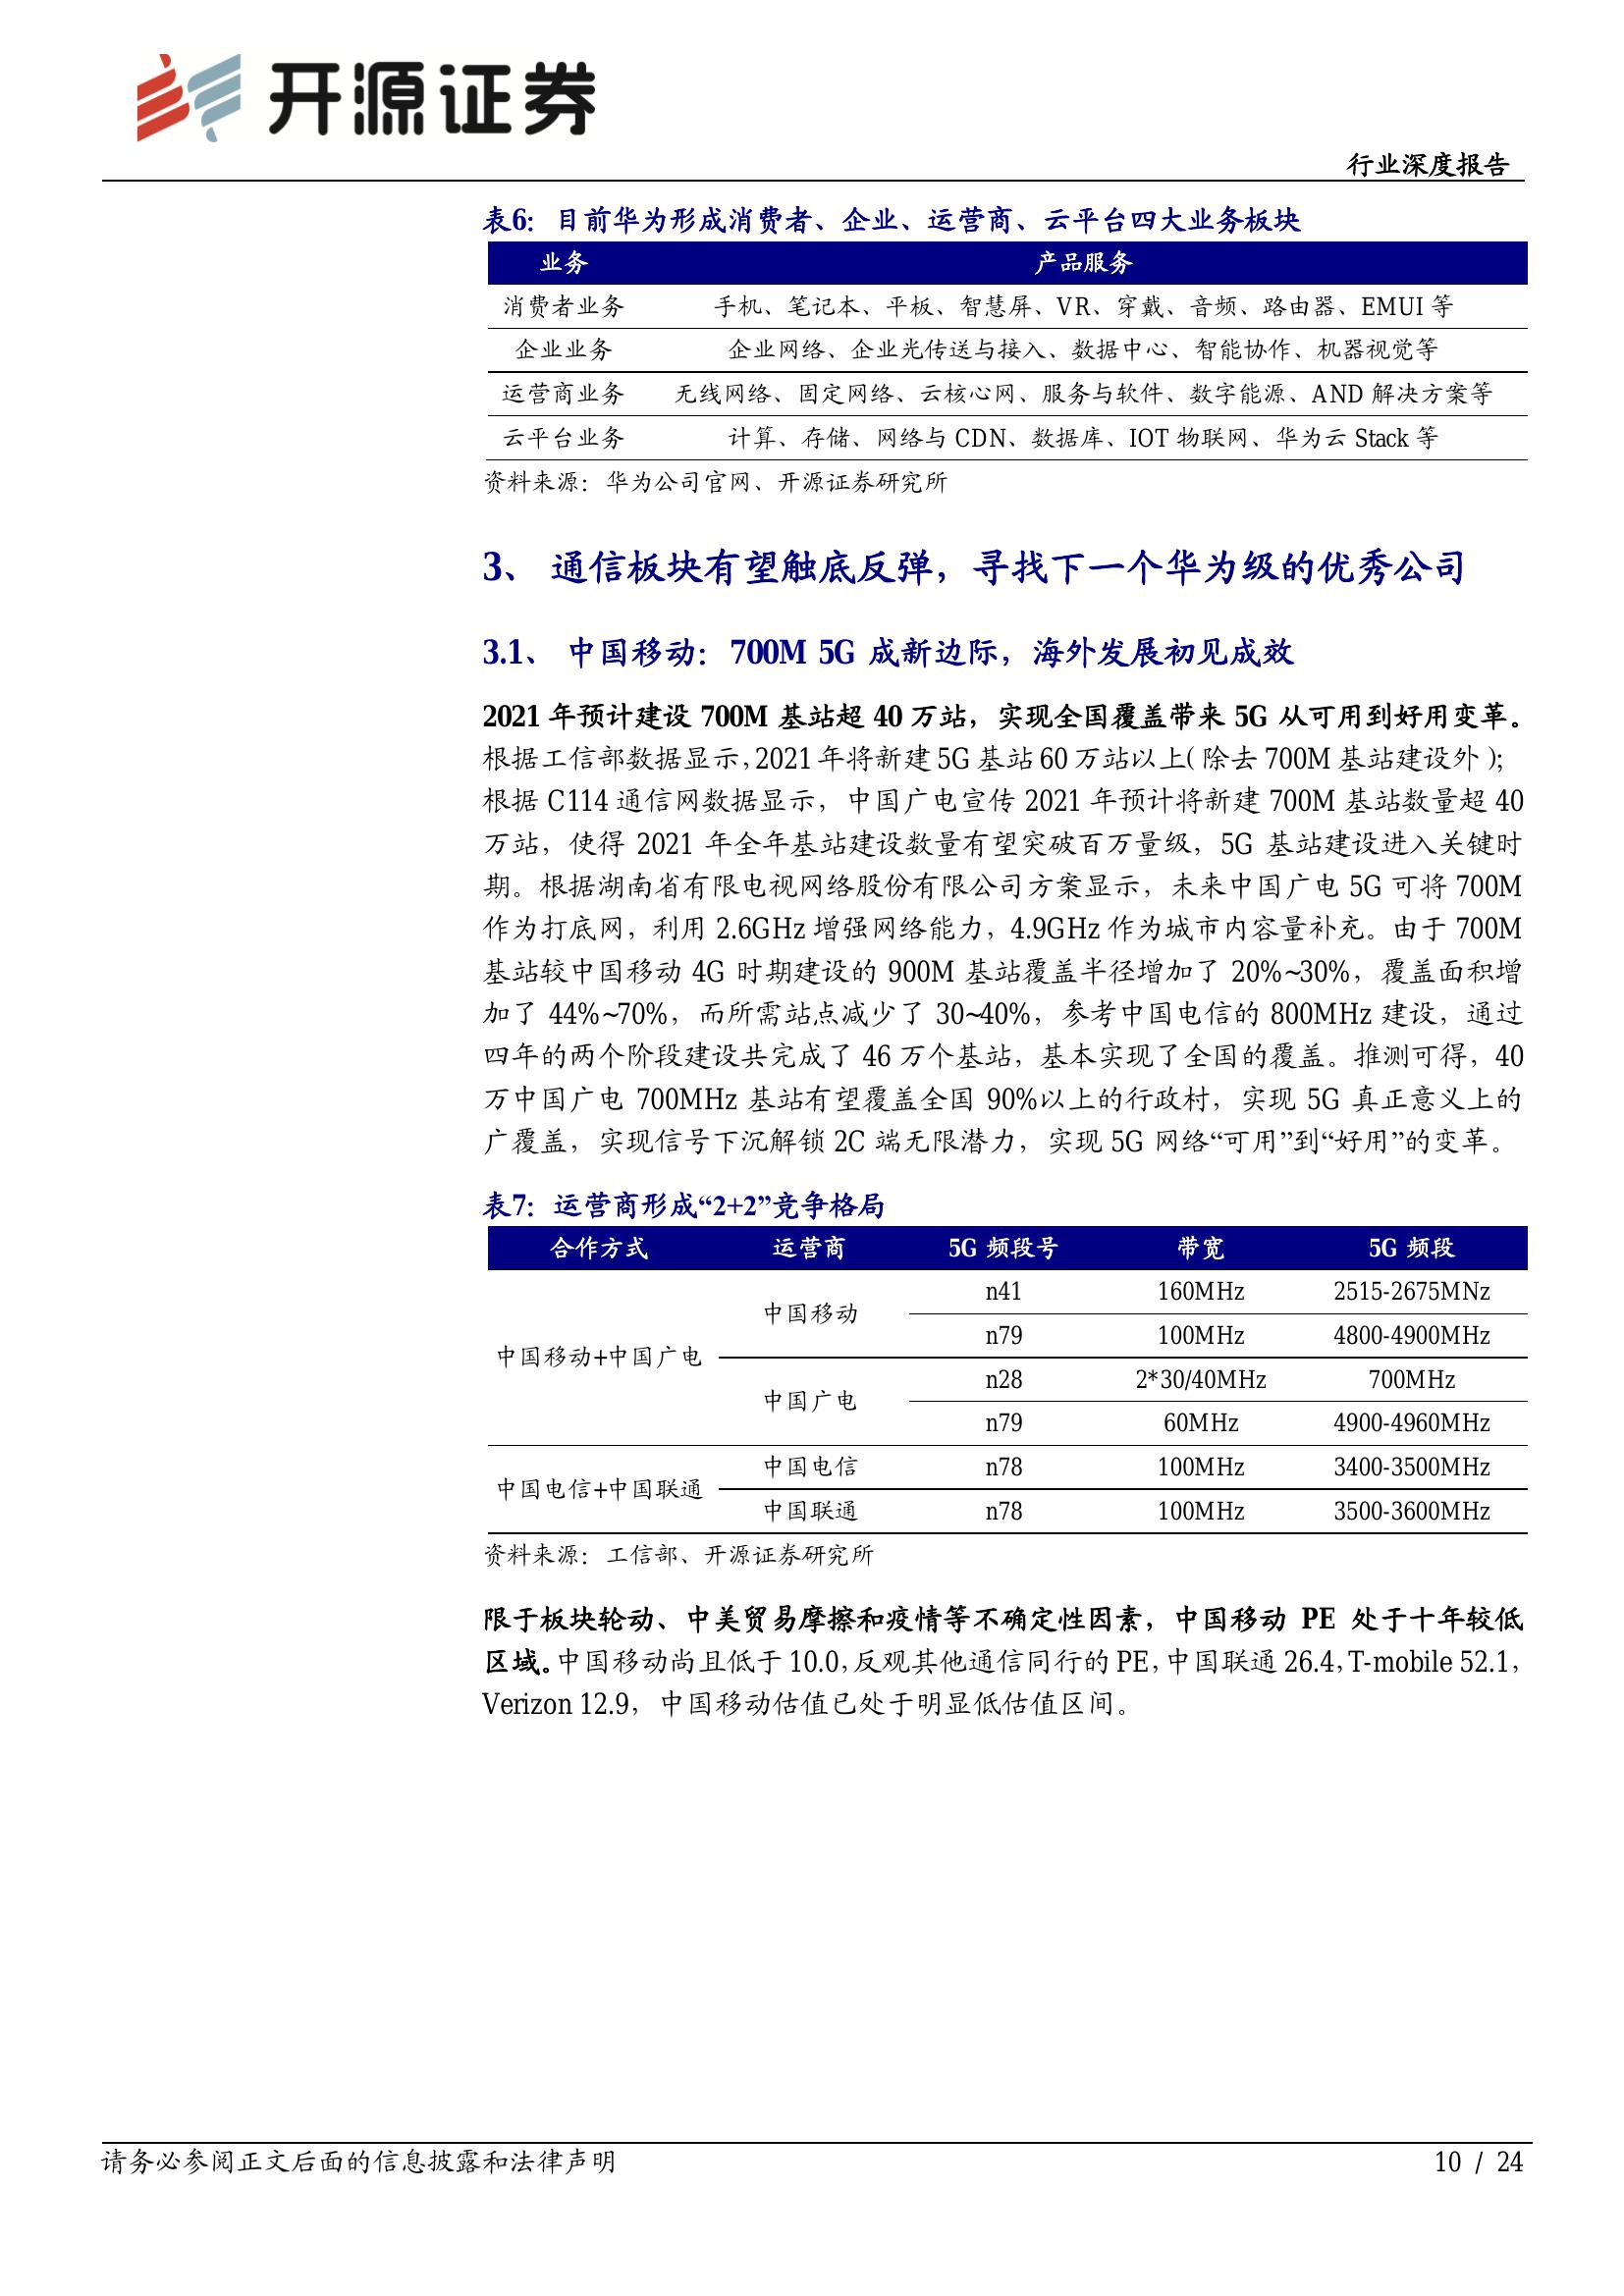 开源证券
行业深度报告
表6：目前华为形成消费者、企业、运营商、云平台四大业务板块
业务 产品服务
消费者业务 手机、笔记本、平板、智慧屏、VR、穿戴、音频、路由器、EMUI 等
企业业务 企业网络、企业光传送与接入、数据中心、智能协作、机器视觉等
运营商业务 无线网络、固定网络、云核心网、服务与软件、数字能源、AND 解决方案等
云平台业务 计算、存储、网络与 CDN、数据库、IOT 物联网、华为云 Stack 等
资料来源：华为公司官网、开源证券研究所
3、 通信板块有望触底反弹，寻找下一个华为级的优秀公司
3.1、 中国移动：700M 5G 成新边际，海外发展初见成效
2021 年预计建设 700M 基站超 40 万站，实现全国覆盖带来 5G 从可用到好用变革。
根据工信部数据显示，2021 年将新建 5G 基站 60 万站以上（除去 700M 基站建设外）；
根据 C114 通信网数据显示，中国广电宣传 2021 年预计将新建 700M 基站数量超 40
万站，使得 2021 年全年基站建设数量有望突破百万量级，5G 基站建设进入关键时
期。根据湖南省有限电视网络股份有限公司方案显示，未来中国广电 5G 可将 700M
作为打底网，利用 2.6GHz 增强网络能力，4.9GHz 作为城市内容量补充。由于 700M
基站较中国移动 4G 时期建设的 900M 基站覆盖半径增加了 20%~30%，覆盖面积增
加了 44%~70%，而所需站点减少了 30~40%，参考中国电信的 800MHz 建设，通过
四年的两个阶段建设共完成了 46 万个基站，基本实现了全国的覆盖。推测可得，40
万中国广电 700MHz 基站有望覆盖全国 90%以上的行政村，实现 5G 真正意义上的
广覆盖，实现信号下沉解锁 2C 端无限潜力，实现 5G 网络“可用”到“好用”的变革。
表7：运营商形成“2+2”竞争格局
合作方式 运营商 5G 频段号 带宽 5G 频段
中国移动+中国广电 中国移动 n41 160MHz 2515-2675MNz
n79 100MHz 4800-4900MHz
中国广电 n28 2*30/40MHz 700MHz
n79 60MHz 4900-4960MHz
中国电信+中国联通 中国电信 n78 100MHz 3400-3500MHz
中国联通 n78 100MHz 3500-3600MHz
资料来源：工信部、开源证券研究所
限于板块轮动、中美贸易摩擦和疫情等不确定性因素，中国移动 PE 处于十年较低
区域。中国移动尚且低于 10.0，反观其他通信同行的 PE，中国联通 26.4，T-mobile 52.1，
Verizon 12.9，中国移动估值已处于明显低估值区间。
请务必参阅正文后面的信息披露和法律声明 10 / 24